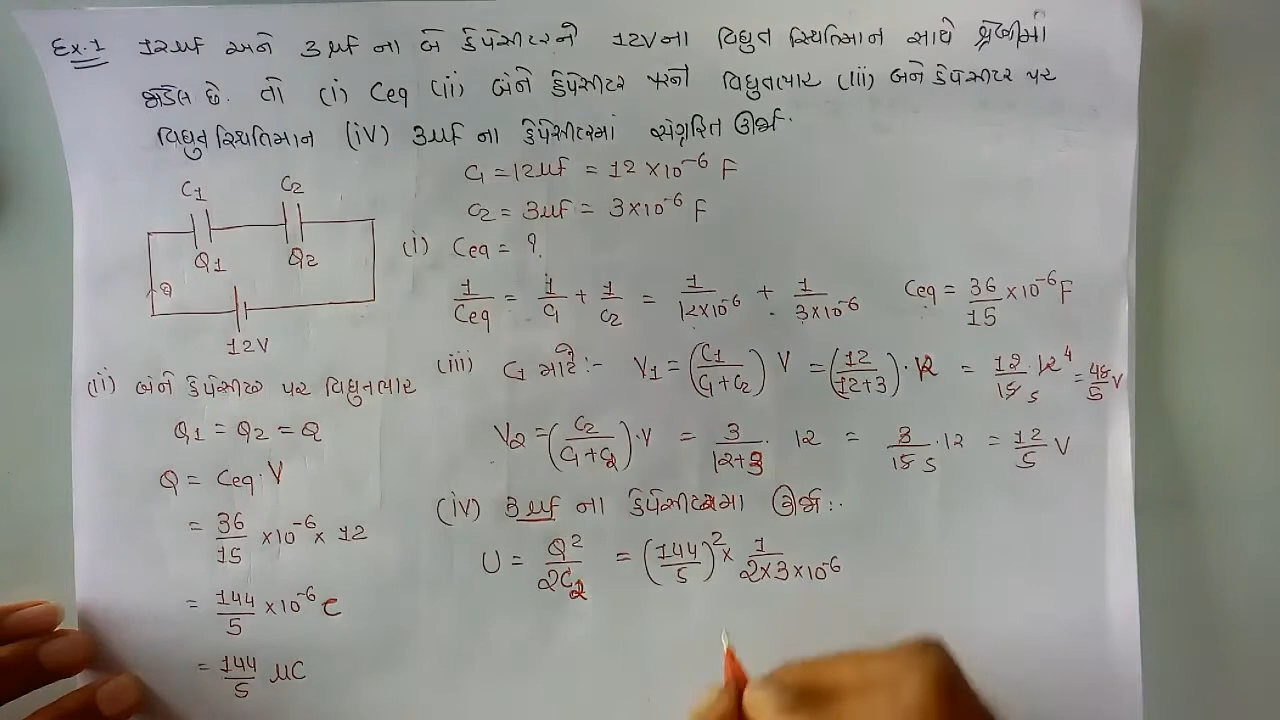 Ex.1 12μf અને 3μf ના બે કેપેસીટરને 12V ના વિદ્યુત સ્થિતિમાન સાથે શ્રેણીમાં
જોડેલ છે. તો (i) Ceq (ii) બંને કેપેસીટર પરનો વિદ્યુતભાર (iii) બંને કેપેસીટર પર
વિદ્યુત સ્થિતિમાન (iv) 3μf ના કેપેસીટરમાં સંગ્રહિત ઊર્જા.
C1 = 12μf = 12×10⁻⁶ F
C2 = 3μf = 3×10⁻⁶ F
C1 C2
Q1 Q2
Q
12V
(i) Ceq = ?
1/Ceq = 1/C1 + 1/C2 = 1/12×10⁻⁶ + 1/3×10⁻⁶ Ceq = 36/15 ×10⁻⁶ F
(ii) બંને કેપેસીટર પર વિદ્યુતભાર
Q1 = Q2 = Q
Q = Ceq · V
= 36/15 ×10⁻⁶ × 12
= 144/5 ×10⁻⁶ C
= 144/5 μC
(iii) C1 માટે :- V1 = (C1/C1+C2) V = (12/12+3) · 12 = 12/15 5 · 12 4 = 48/5 V
V2 = (C2/C1+C2) · V = 3/12+3 · 12 = 3/15 5 · 12 = 12/5 V
(iv) 3μf ના કેપેસીટરમાં ઊર્જા :.
U = Q²/2C2 = (144/5)² × 1/2×3×10⁻⁶